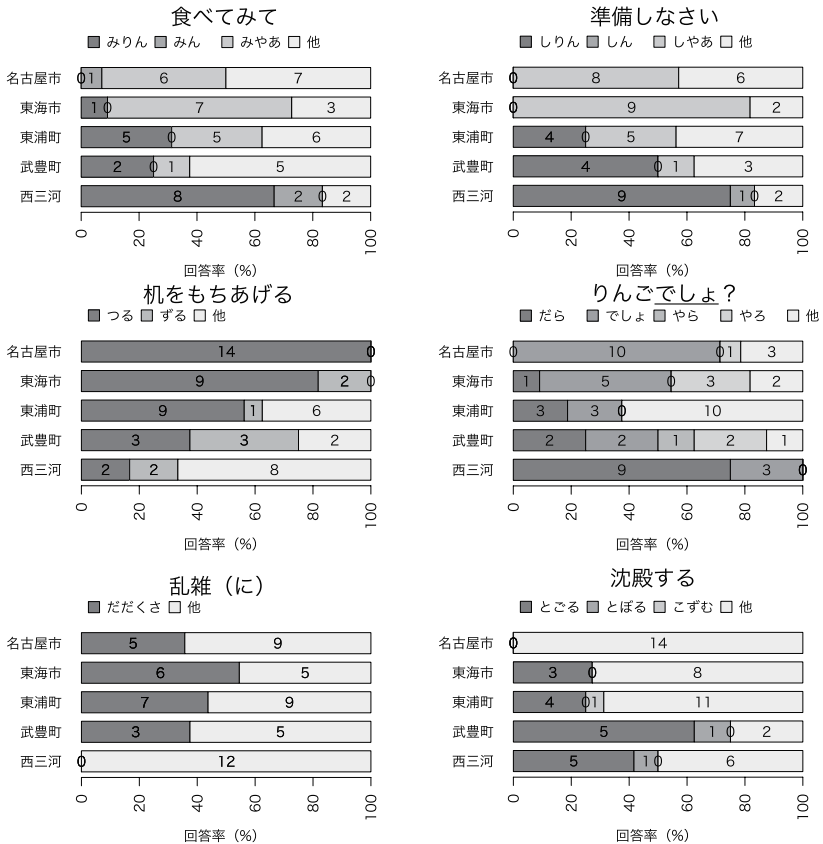 食べてみて
みりん みん みやあ 他
名古屋市 0 1 6 7
東海市 1 0 7 3
東浦町 5 0 5 6
武豊町 2 0 1 5
西三河 8 2 0 2
0 20 40 60 80 100
回答率（%）
準備しなさい
しりん しん しやあ 他
名古屋市 0 8 6
東海市 0 9 2
東浦町 4 0 5 7
武豊町 4 0 1 3
西三河 9 1 0 2
0 20 40 60 80 100
回答率（%）
机をもちあげる
つる ずる 他
名古屋市 14 0
東海市 9 2 0
東浦町 9 1 6
武豊町 3 3 2
西三河 2 2 8
0 20 40 60 80 100
回答率（%）
りんごでしょ？
だら でしょ やら やろ 他
名古屋市 0 10 0 1 3
東海市 1 5 0 3 2
東浦町 3 3 0 10
武豊町 2 2 1 2 1
西三河 9 3 0
0 20 40 60 80 100
回答率（%）
乱雑（に）
だだくさ 他
名古屋市 5 9
東海市 6 5
東浦町 7 9
武豊町 3 5
西三河 0 12
0 20 40 60 80 100
回答率（%）
沈殿する
とごる とぼる こずむ 他
名古屋市 0 14
東海市 3 0 8
東浦町 4 0 1 11
武豊町 5 1 0 2
西三河 5 1 0 6
0 20 40 60 80 100
回答率（%）